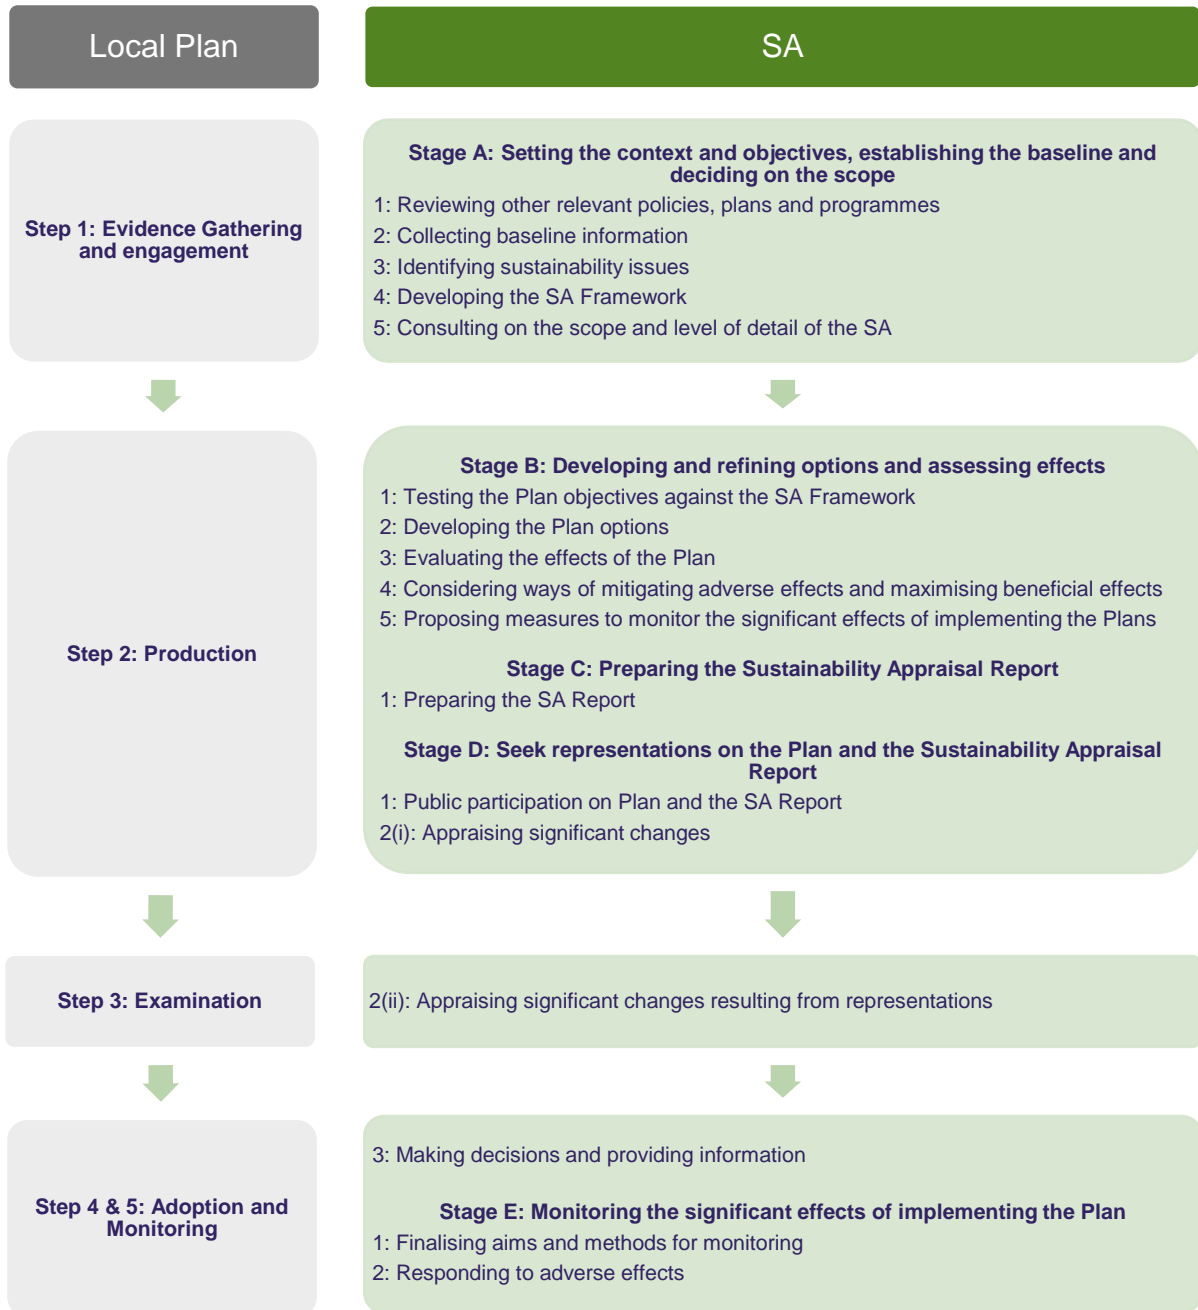 Local Plan
SA
Step 1: Evidence Gathering
and engagement
Stage A: Setting the context and objectives, establishing the baseline and
deciding on the scope
1: Reviewing other relevant policies, plans and programmes
2: Collecting baseline information
3: Identifying sustainability issues
4: Developing the SA Framework
5: Consulting on the scope and level of detail of the SA
Step 2: Production
Stage B: Developing and refining options and assessing effects
1: Testing the Plan objectives against the SA Framework
2: Developing the Plan options
3: Evaluating the effects of the Plan
4: Considering ways of mitigating adverse effects and maximising beneficial effects
5: Proposing measures to monitor the significant effects of implementing the Plans
Stage C: Preparing the Sustainability Appraisal Report
1: Preparing the SA Report
Stage D: Seek representations on the Plan and the Sustainability Appraisal
Report
1: Public participation on Plan and the SA Report
2(i): Appraising significant changes
Step 3: Examination
2(ii): Appraising significant changes resulting from representations
Step 4 & 5: Adoption and
Monitoring
3: Making decisions and providing information
Stage E: Monitoring the significant effects of implementing the Plan
1: Finalising aims and methods for monitoring
2: Responding to adverse effects